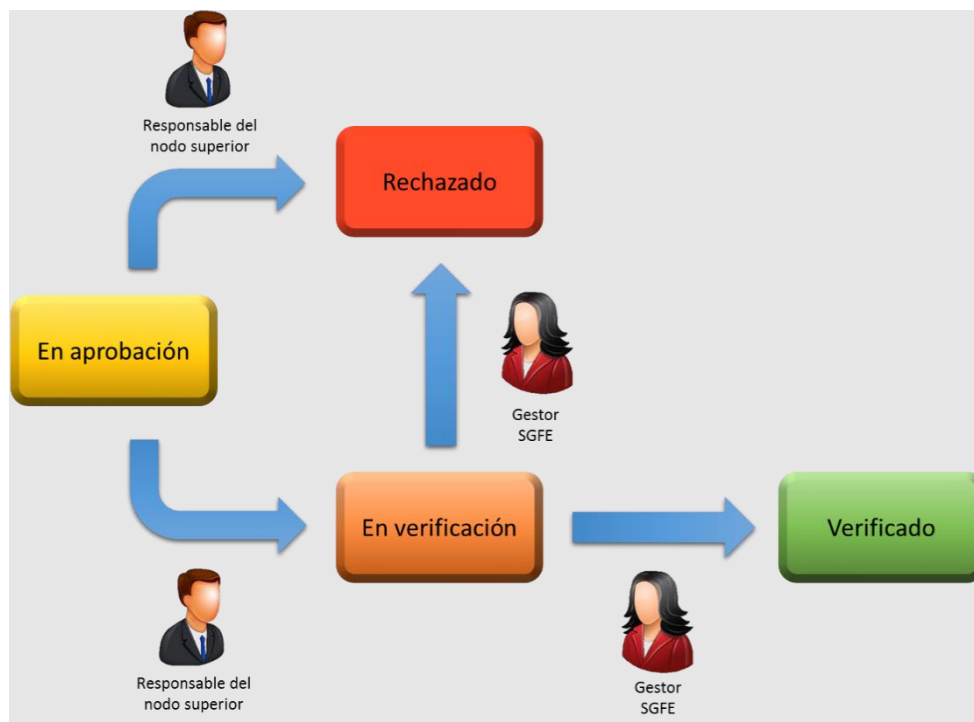 Responsable del
nodo superior
Rechazado
En aprobación
Gestor
SGFE
En verificación
Verificado
Responsable del
nodo superior
Gestor
SGFE